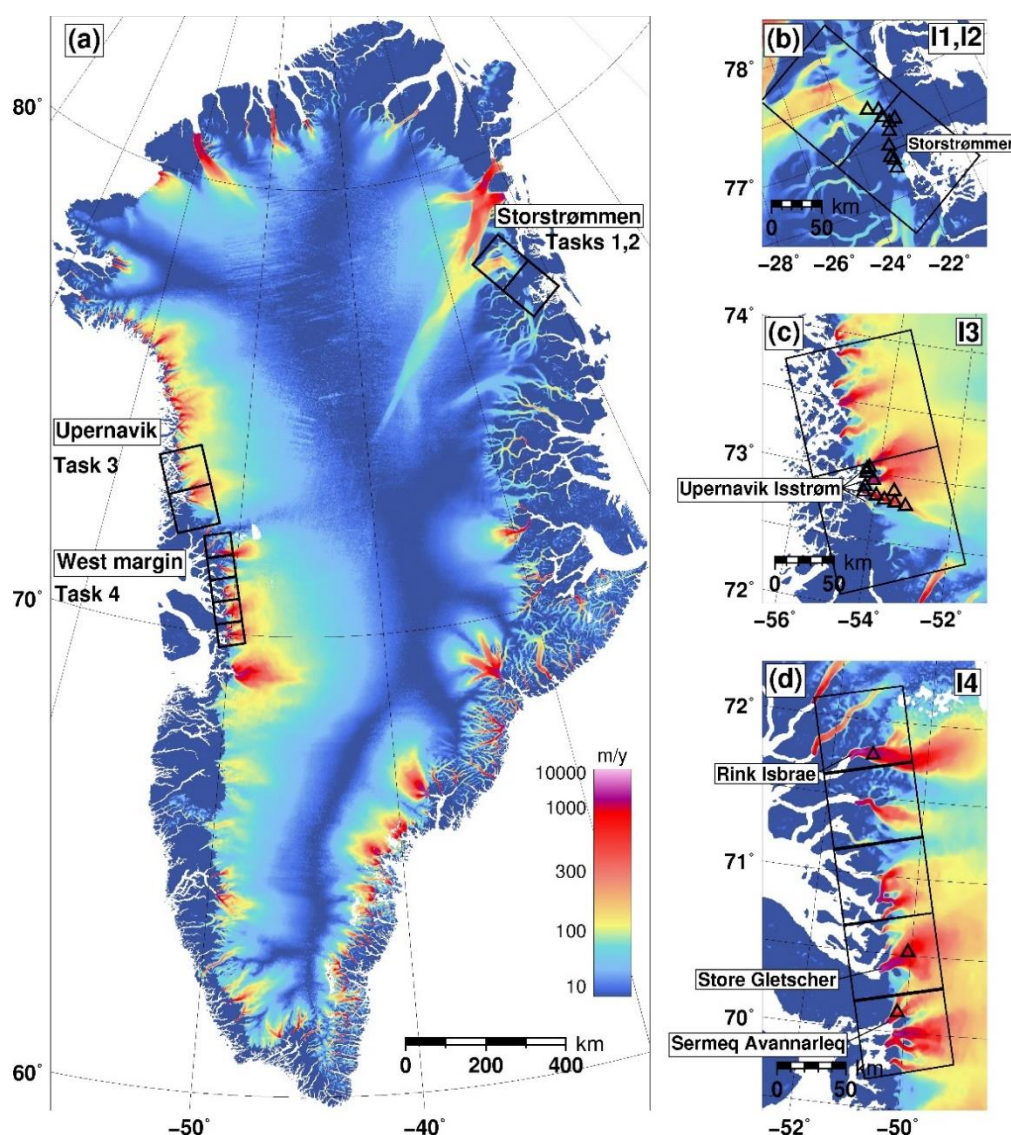 (a)
80°
70°
60°
−50°
−40°
Storstrømmen
Tasks 1,2
Upernavik
Task 3
West margin
Task 4
m/y
10000
1000
300
100
10
km
0 200 400
(b)
I1,I2
78°
77°
Storstrømmen
km
0 50
−28° −26° −24° −22°
(c)
I3
74°
73°
72°
Upernavik Isstrøm
km
0 50
−56° −54° −52°
(d)
I4
72°
71°
70°
Rink Isbrae
Store Gletscher
Sermeq Avannarleq
km
0 50
−52° −50°